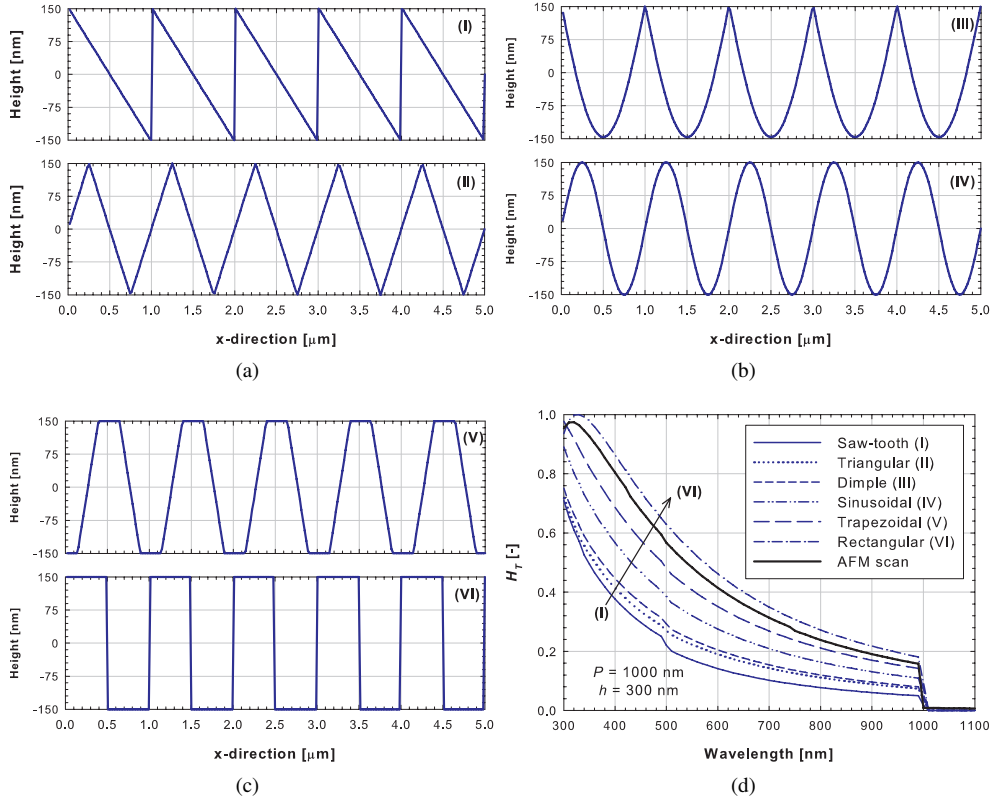 150
75
0
-75
-150
Height [nm]
(I)
150
75
0
-75
-150
Height [nm]
(II)
0.0 0.5 1.0 1.5 2.0 2.5 3.0 3.5 4.0 4.5 5.0
x-direction [μm]
(a)
150
75
0
-75
-150
Height [nm]
(III)
150
75
0
-75
-150
Height [nm]
(IV)
0.0 0.5 1.0 1.5 2.0 2.5 3.0 3.5 4.0 4.5 5.0
x-direction [μm]
(b)
150
75
0
-75
-150
Height [nm]
(V)
150
75
0
-75
-150
Height [nm]
(VI)
0.0 0.5 1.0 1.5 2.0 2.5 3.0 3.5 4.0 4.5 5.0
x-direction [μm]
(c)
1,0
0,8
0,6
0,4
0,2
0,0
H_T [-]
Saw-tooth (I)
Triangular (II)
Dimple (III)
Sinusoidal (IV)
Trapezoidal (V)
Rectangular (VI)
AFM scan
(VI)
(I)
P = 1000 nm
h = 300 nm
300 400 500 600 700 800 900 1000 1100
Wavelength [nm]
(d)